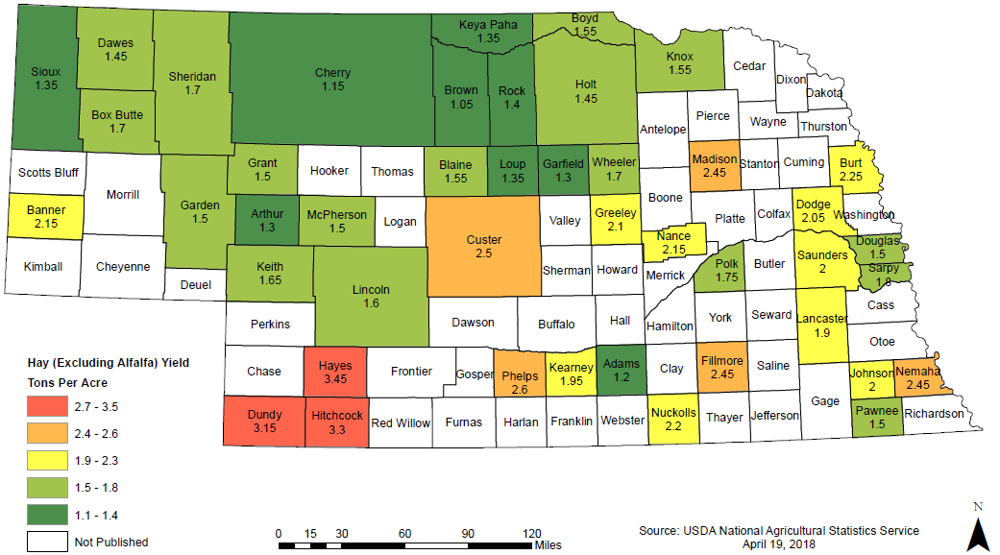 Sioux
1.35
Dawes
1.45
Box Butte
1.7
Sheridan
1.7
Cherry
1.15
Keya Paha
1.35
Brown
1.05
Rock
1.4
Boyd
1.55
Holt
1.45
Knox
1.55
Cedar
Dixon
Dakota
Antelope
Pierce
Wayne
Thurston
Scotts Bluff
Morrill
Garden
1.5
Grant
1.5
Hooker
Thomas
Blaine
1.55
Loup
1.35
Garfield
1.3
Wheeler
1.7
Madison
2.45
Stanton
Cuming
Burt
2.25
Banner
2.15
Arthur
1.3
McPherson
1.5
Logan
Custer
2.5
Valley
Greeley
2.1
Boone
Platte
Colfax
Dodge
2.05
Washington
Kimball
Cheyenne
Deuel
Keith
1.65
Lincoln
1.6
Sherman
Howard
Nance
2.15
Merrick
Polk
1.75
Butler
Saunders
2
Douglas
1.5
Sarpy
1.8
Perkins
Dawson
Buffalo
Hall
Hamilton
York
Seward
Lancaster
1.9
Cass
Otoe
Chase
Hayes
3.45
Frontier
Gosper
Phelps
2.6
Kearney
1.95
Adams
1.2
Clay
Fillmore
2.45
Saline
Gage
Johnson
2
Nemaha
2.45
Dundy
3.15
Hitchcock
3.3
Red Willow
Furnas
Harlan
Franklin
Webster
Nuckolls
2.2
Thayer
Jefferson
Pawnee
1.5
Richardson
Hay (Excluding Alfalfa) Yield
Tons Per Acre
2.7 - 3.5
2.4 - 2.6
1.9 - 2.3
1.5 - 1.8
1.1 - 1.4
Not Published
0 15 30 60 90 120
Miles
Source: USDA National Agricultural Statistics Service
April 19, 2018
N